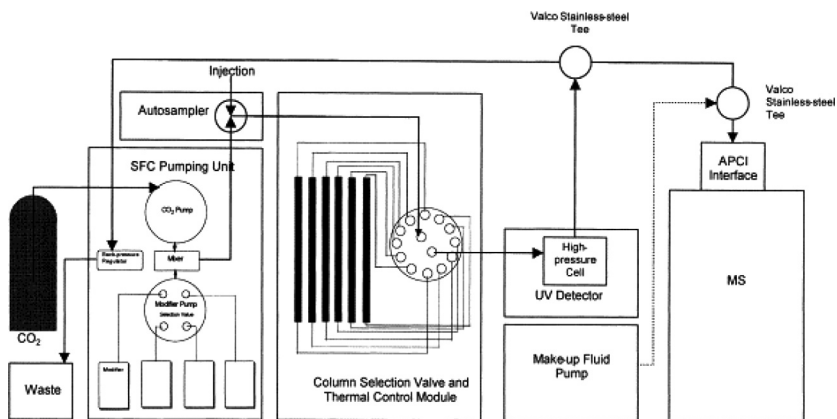 Valco Stainless-steel
Tee
Injection
Autosampler
Valco
Stainless-steel
Tee
SFC Pumping Unit
APCI
Interface
CO2 Pump
Back-pressure
Regulator
Mixer
High-
pressure Cell
UV Detector
MS
Modifier Pump
Selection Valve
CO2
Modifier
Waste
Column Selection Valve and
Thermal Control Module
Make-up Fluid
Pump